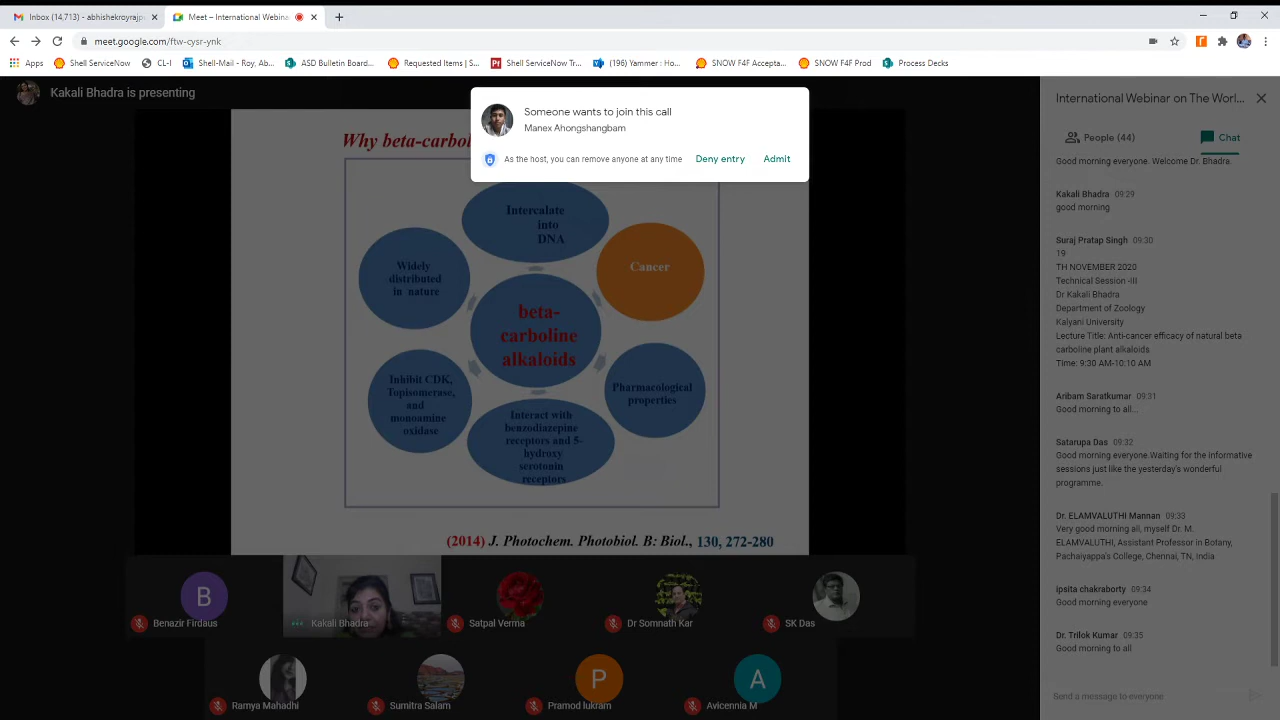 Inbox (14,713) - abhishekroyrajp
Meet – International Webina
meet.google.com/ftw-cysr-ynk
Apps
Shell ServiceNow
CL-I
Shell-Mail - Roy, Ab...
ASD Bulletin Board...
Requested Items | S...
Shell ServiceNow Tr...
(196) Yammer : Ho...
SNOW F4F Accepta...
SNOW F4F Prod
Process Decks
Kakali Bhadra is presenting
Someone wants to join this call
Manex Ahongshangbam
As the host, you can remove anyone at any time
Deny entry
Admit
Why beta-carbol
Intercalate
into
DNA
Cancer
Widely
distributed
in nature
beta-
carboline
alkaloids
Pharmacological
properties
Inhibit CDK,
Topisomerase,
and
monoamine
oxidase
Interact with
benzodiazepine
receptors and 5-
hydroxy
serotonin
receptors
(2014) J. Photochem. Photobiol. B: Biol., 130, 272-280
B
Benazir Firdaus
Kakali Bhadra
Satpal Verma
Dr Somnath Kar
SK Das
Ramya Mahadhi
Sumitra Salam
P
Pramod lukram
A
Avicennia M
International Webinar on The Worl...
People (44)
Chat
Good morning everyone. Welcome Dr. Bhadra.
Kakali Bhadra 09:29
good morning
Suraj Pratap Singh 09:30
19
TH NOVEMBER 2020
Technical Session -III
Dr Kakali Bhadra
Department of Zoology
Kalyani University
Lecture Title: Anti-cancer efficacy of natural beta
carboline plant alkaloids
Time: 9:30 AM-10:10 AM
Aribam Saratkumar 09:31
Good morning to all...
Satarupa Das 09:32
Good morning everyone.Waiting for the informative
sessions just like the yesterday's wonderful
programme.
Dr. ELAMVALUTHI Mannan 09:33
Very good morning all, myself Dr. M.
ELAMVALUTHI, Assistant Professor in Botany,
Pachaiyappa's College, Chennai, TN, India
ipsita chakraborty 09:34
Good morning everyone
Dr. Trilok Kumar 09:35
Good morning to all
Send a message to everyone